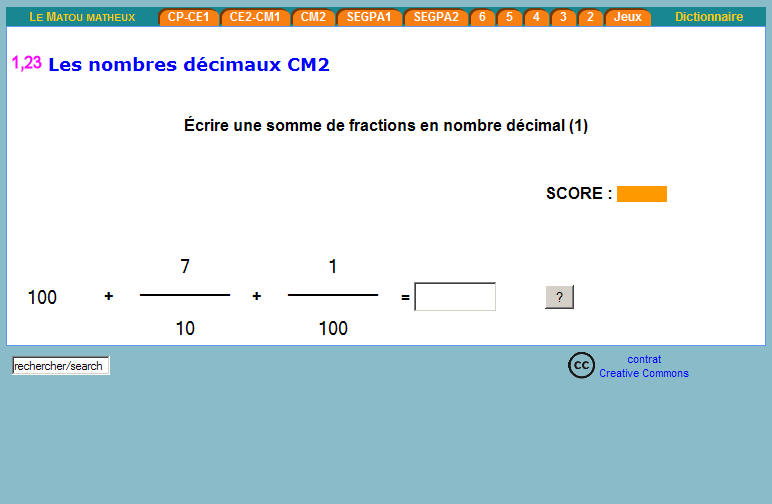 LE MATOU MATHEUX CP-CE1 CE2-CM1 CM2 SEGPA1 SEGPA2 6 5 4 3 2 Jeux Dictionnaire
1,23 Les nombres décimaux CM2
Écrire une somme de fractions en nombre décimal (1)
SCORE :
7 1
100 + + = ?
10 100
rechercher/search
cc contrat
Creative Commons